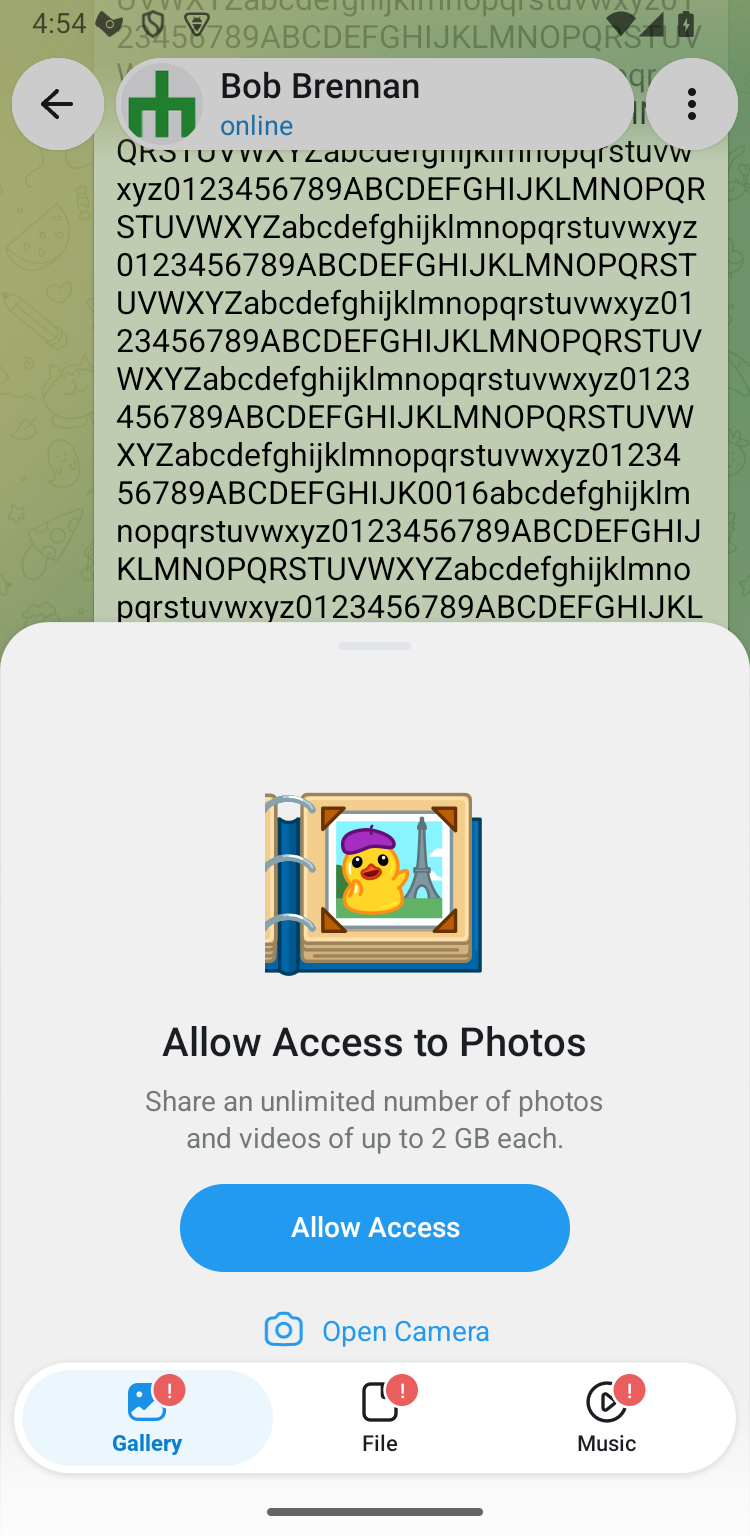 4:54
23456789ABCDEFGHIJKLMNOPQRSTUV
Bob Brennan
online
QRSTUVWXYZabcdefghijklmnopqrstuvw
xyz0123456789ABCDEFGHIJKLMNOPQR
STUVWXYZabcdefghijklmnopqrstuvwxyz
0123456789ABCDEFGHIJKLMNOPQRST
UVWXYZabcdefghijklmnopqrstuvwxyz01
23456789ABCDEFGHIJKLMNOPQRSTUV
WXYZabcdefghijklmnopqrstuvwxyz0123
456789ABCDEFGHIJKLMNOPQRSTUVW
XYZabcdefghijklmnopqrstuvwxyz01234
56789ABCDEFGHIJK0016abcdefghijklm
nopqrstuvwxyz0123456789ABCDEFGHIJ
KLMNOPQRSTUVWXYZabcdefghijklmno
pqrstuvwxyz0123456789ABCDEFGHIJKL
Allow Access to Photos
Share an unlimited number of photos
and videos of up to 2 GB each.
Allow Access
Open Camera
Gallery
File
Music